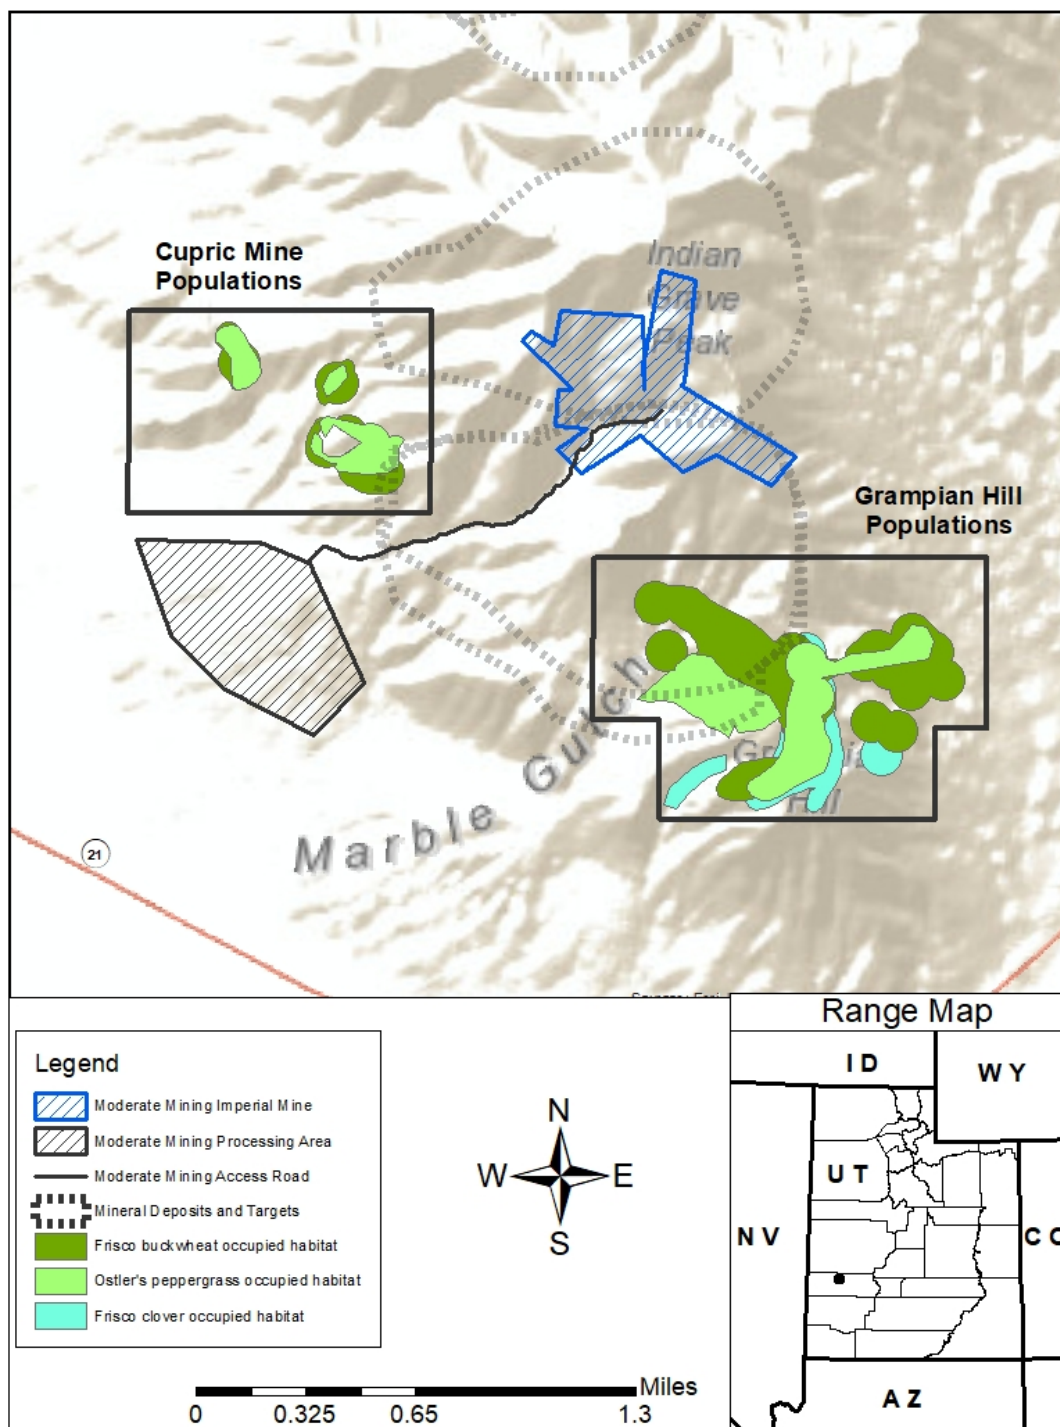 Indian
Grave
Peak
Cupric Mine
Populations
Grampian Hill
Populations
Marble Gulch
Hill
21
Range Map
ID
WY
UT
NV
AZ
Legend
Moderate Mining Imperial Mine
Moderate Mining Processing Area
Moderate Mining Access Road
Mineral Deposits and Targets
Frisco buckwheat occupied habitat
Ostler's peppergrass occupied habitat
Frisco clover occupied habitat
N
W E
S
Miles
0 0.325 0.65 1.3